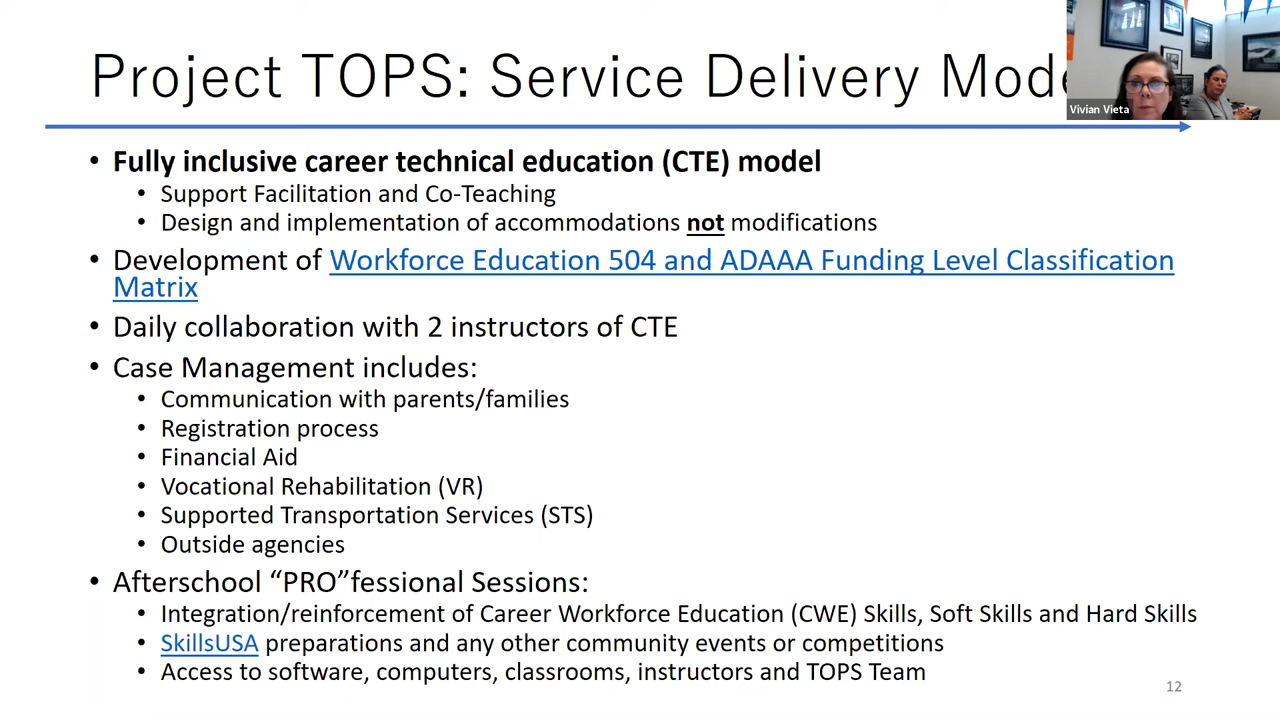 Project TOPS: Service Delivery Mode
Vivian Vieta
• Fully inclusive career technical education (CTE) model
• Support Facilitation and Co-Teaching
• Design and implementation of accommodations not modifications
• Development of Workforce Education 504 and ADAAA Funding Level Classification
Matrix
• Daily collaboration with 2 instructors of CTE
• Case Management includes:
• Communication with parents/families
• Registration process
• Financial Aid
• Vocational Rehabilitation (VR)
• Supported Transportation Services (STS)
• Outside agencies
• Afterschool “PRO”fessional Sessions:
• Integration/reinforcement of Career Workforce Education (CWE) Skills, Soft Skills and Hard Skills
• SkillsUSA preparations and any other community events or competitions
• Access to software, computers, classrooms, instructors and TOPS Team
12